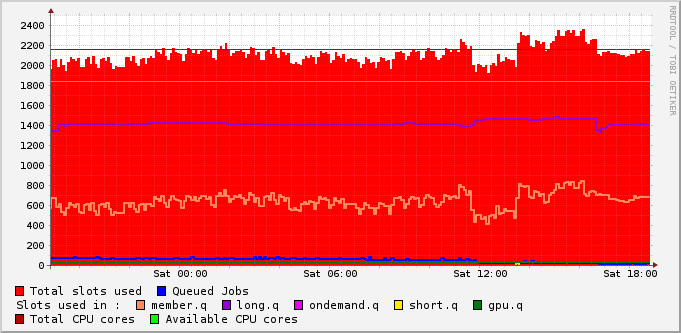 2400
2200
2000
1800
1600
1400
1200
1000
800
600
400
200
0
Sat 00:00 Sat 06:00 Sat 12:00 Sat 18:00
RRDTOOL / TOBI OETIKER
Total slots used Queued Jobs
Slots used in : member.q long.q ondemand.q short.q gpu.q
Total CPU cores Available CPU cores